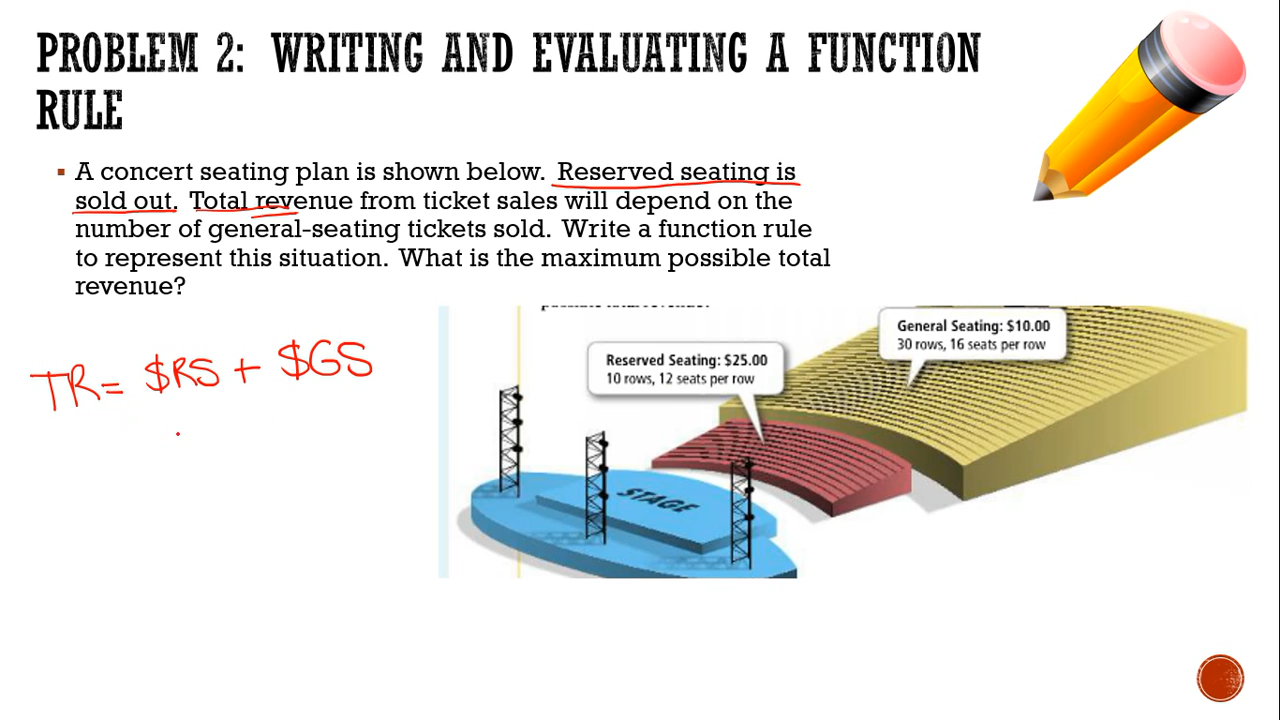 PROBLEM 2: WRITING AND EVALUATING A FUNCTION
RULE
A concert seating plan is shown below. Reserved seating is
sold out. Total revenue from ticket sales will depend on the
number of general-seating tickets sold. Write a function rule
to represent this situation. What is the maximum possible total
revenue?
TR= $RS + $GS
General Seating: $10.00
30 rows, 16 seats per row
Reserved Seating: $25.00
10 rows, 12 seats per row
STAGE